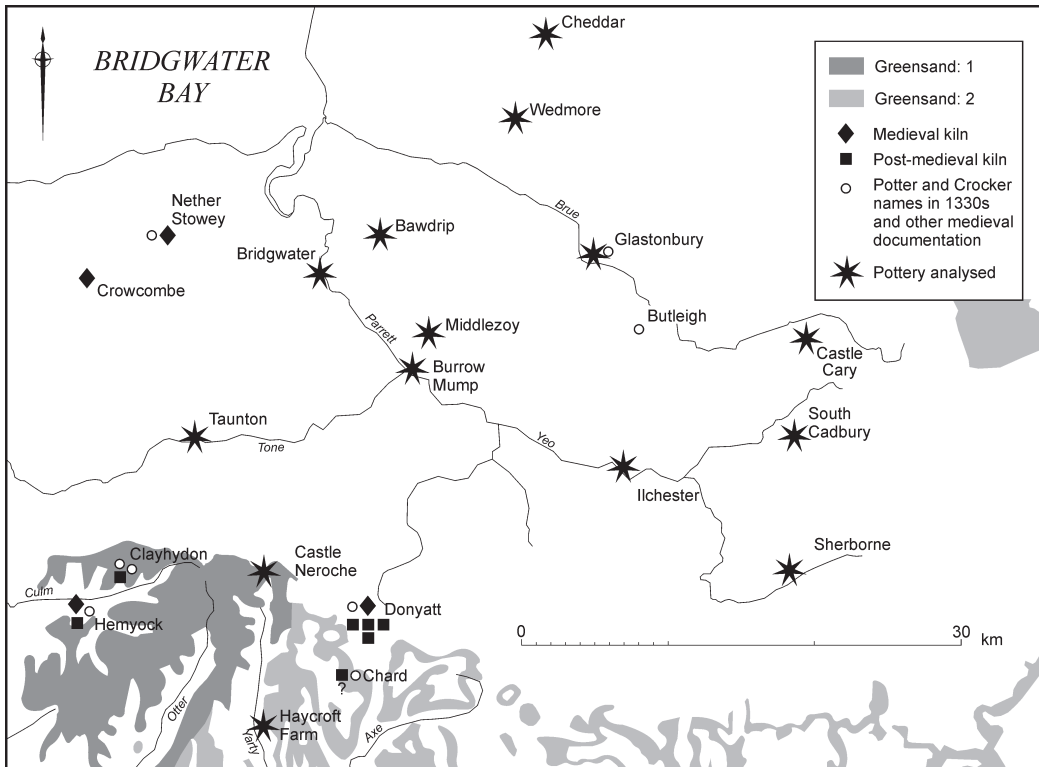 BRIDGWATER
BAY
Cheddar
Wedmore
Greensand: 1
Greensand: 2
Medieval kiln
Post-medieval kiln
Potter and Crocker
names in 1330s
and other medieval
documentation
Pottery analysed
Nether
Stowey
Crowcombe
Bridgwater
Bawdrip
Brue
Glastonbury
Butleigh
Parrett
Middlezoy
Burrow
Mump
Castle
Cary
Taunton
Tone
Yeo
South
Cadbury
Ilchester
Sherborne
Clayhydon
Culm
Hemyock
Castle
Neroche
Donyatt
0
30
km
Chard
?
Otter
Yarty
Haycroft
Farm
Axe